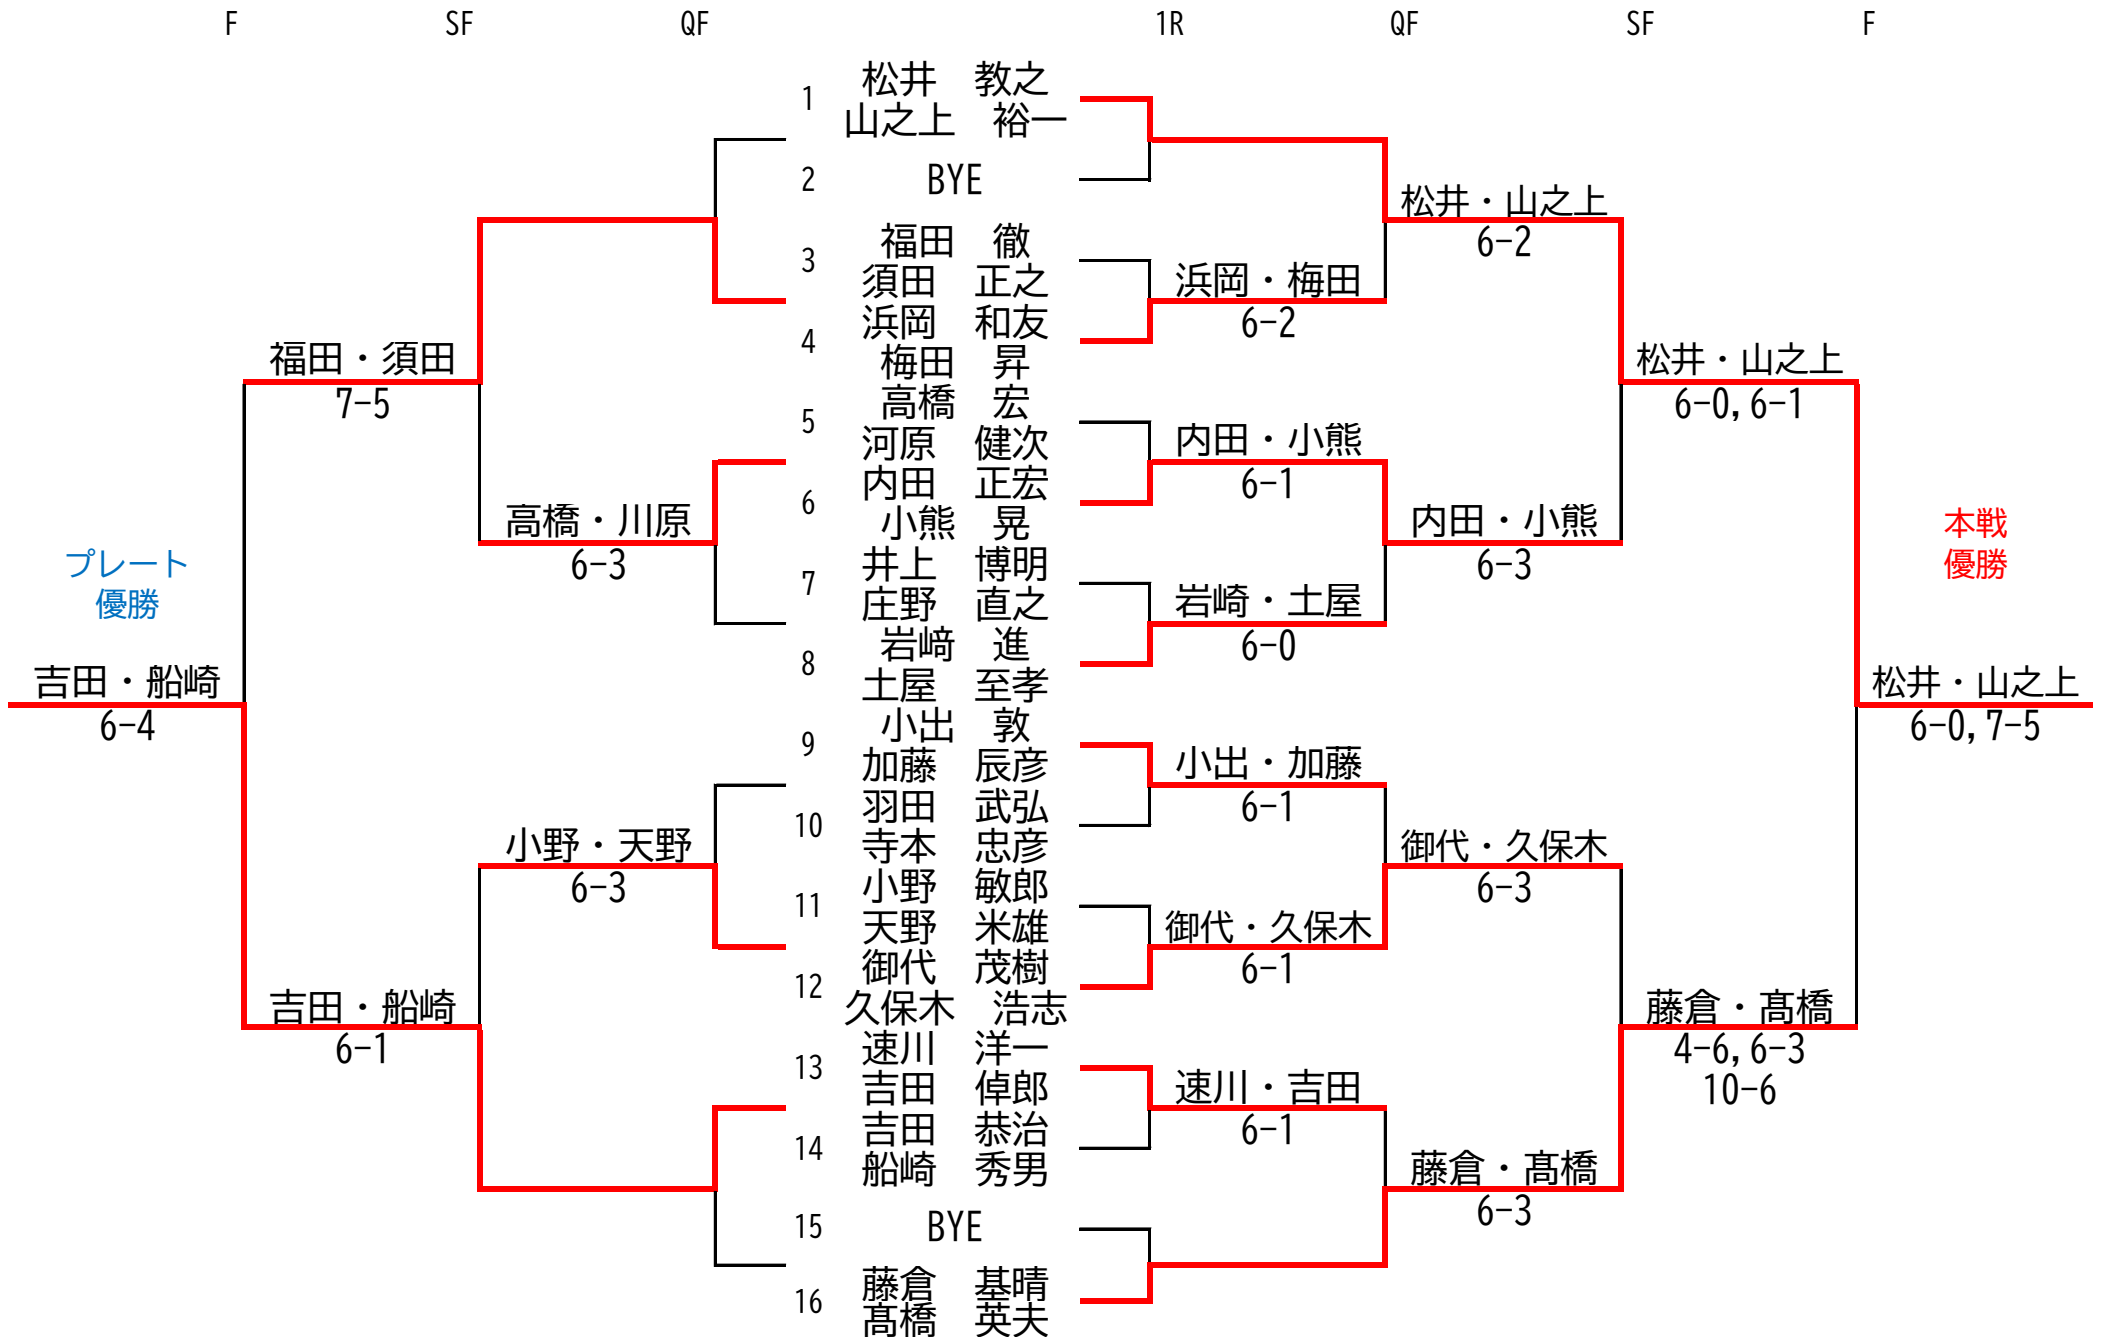 F SF QF 1R QF SF F
1 松井 教之
山之上 裕一
2 BYE
3 福田 徹
須田 正之
4 浜岡 和友
梅田 昇
5 高橋 宏
河原 健次
6 内田 正宏
小熊 晃
7 井上 博明
庄野 直之
8 岩﨑 進
土屋 至孝
9 小出 敦
加藤 辰彦
10 羽田 武弘
寺本 忠彦
11 小野 敏郎
天野 米雄
12 御代 茂樹
久保木 浩志
13 速川 洋一
吉田 倬郎
14 吉田 恭治
船崎 秀男
15 BYE
16 藤倉 基晴
髙橋 英夫
高橋・川原
6-3
小野・天野
6-3
福田・須田
7-5
吉田・船崎
6-1
プレート
優勝
吉田・船崎
6-4
浜岡・梅田
6-2
内田・小熊
6-1
岩崎・土屋
6-0
小出・加藤
6-1
御代・久保木
6-1
速川・吉田
6-1
松井・山之上
6-2
内田・小熊
6-3
御代・久保木
6-3
藤倉・髙橋
6-3
松井・山之上
6-0,6-1
藤倉・髙橋
4-6,6-3
10-6
本戦
優勝
松井・山之上
6-0,7-5